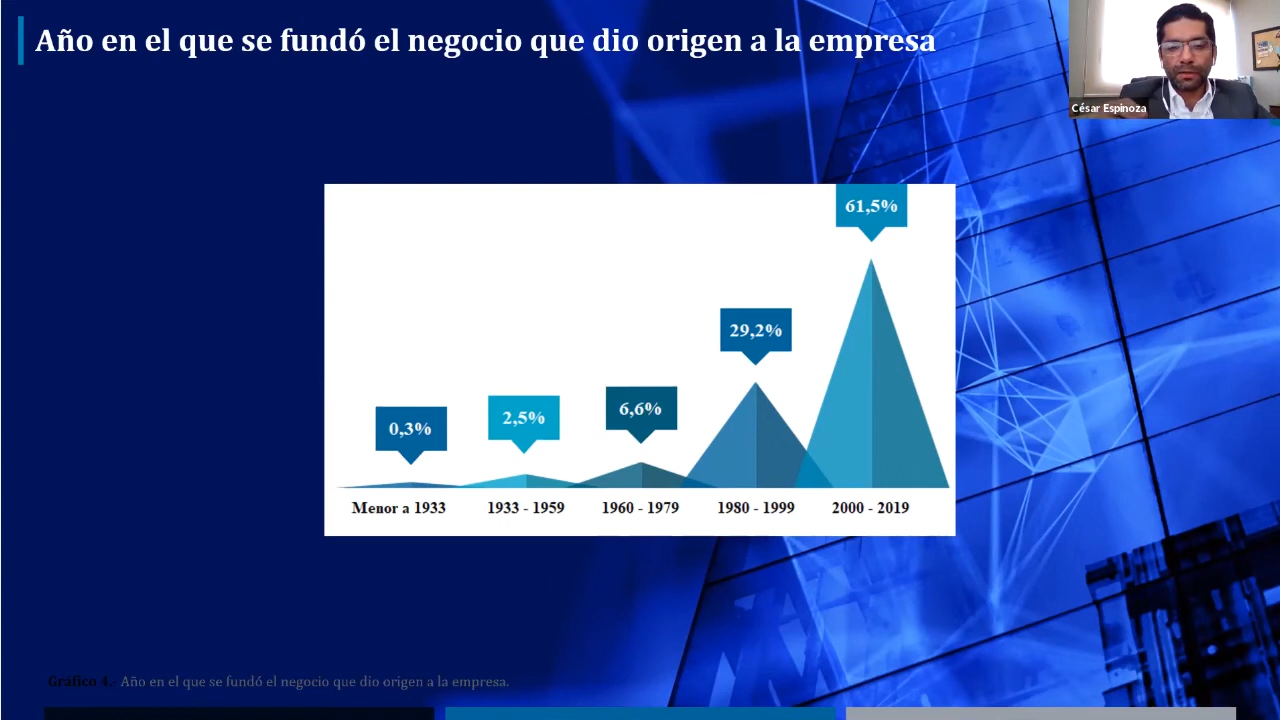 Año en el que se fundó el negocio que dio origen a la empresa
César Espinoza
61,5%
29,2%
6,6%
2,5%
0,3%
Menor a 1933
1933 - 1959
1960 - 1979
1980 - 1999
2000 - 2019
Gráfico 4.- Año en el que se fundó el negocio que dio origen a la empresa.